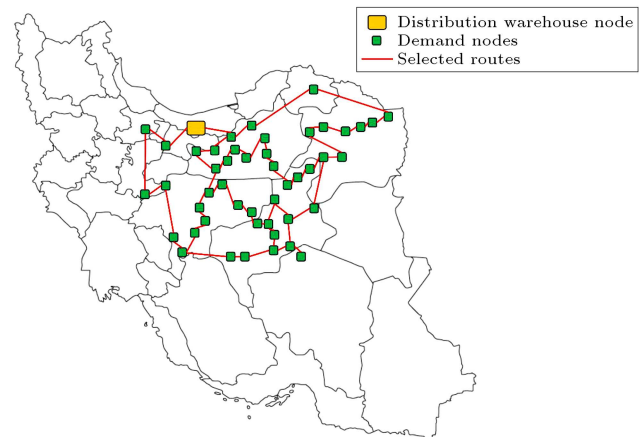 Distribution warehouse node
Demand nodes
Selected routes